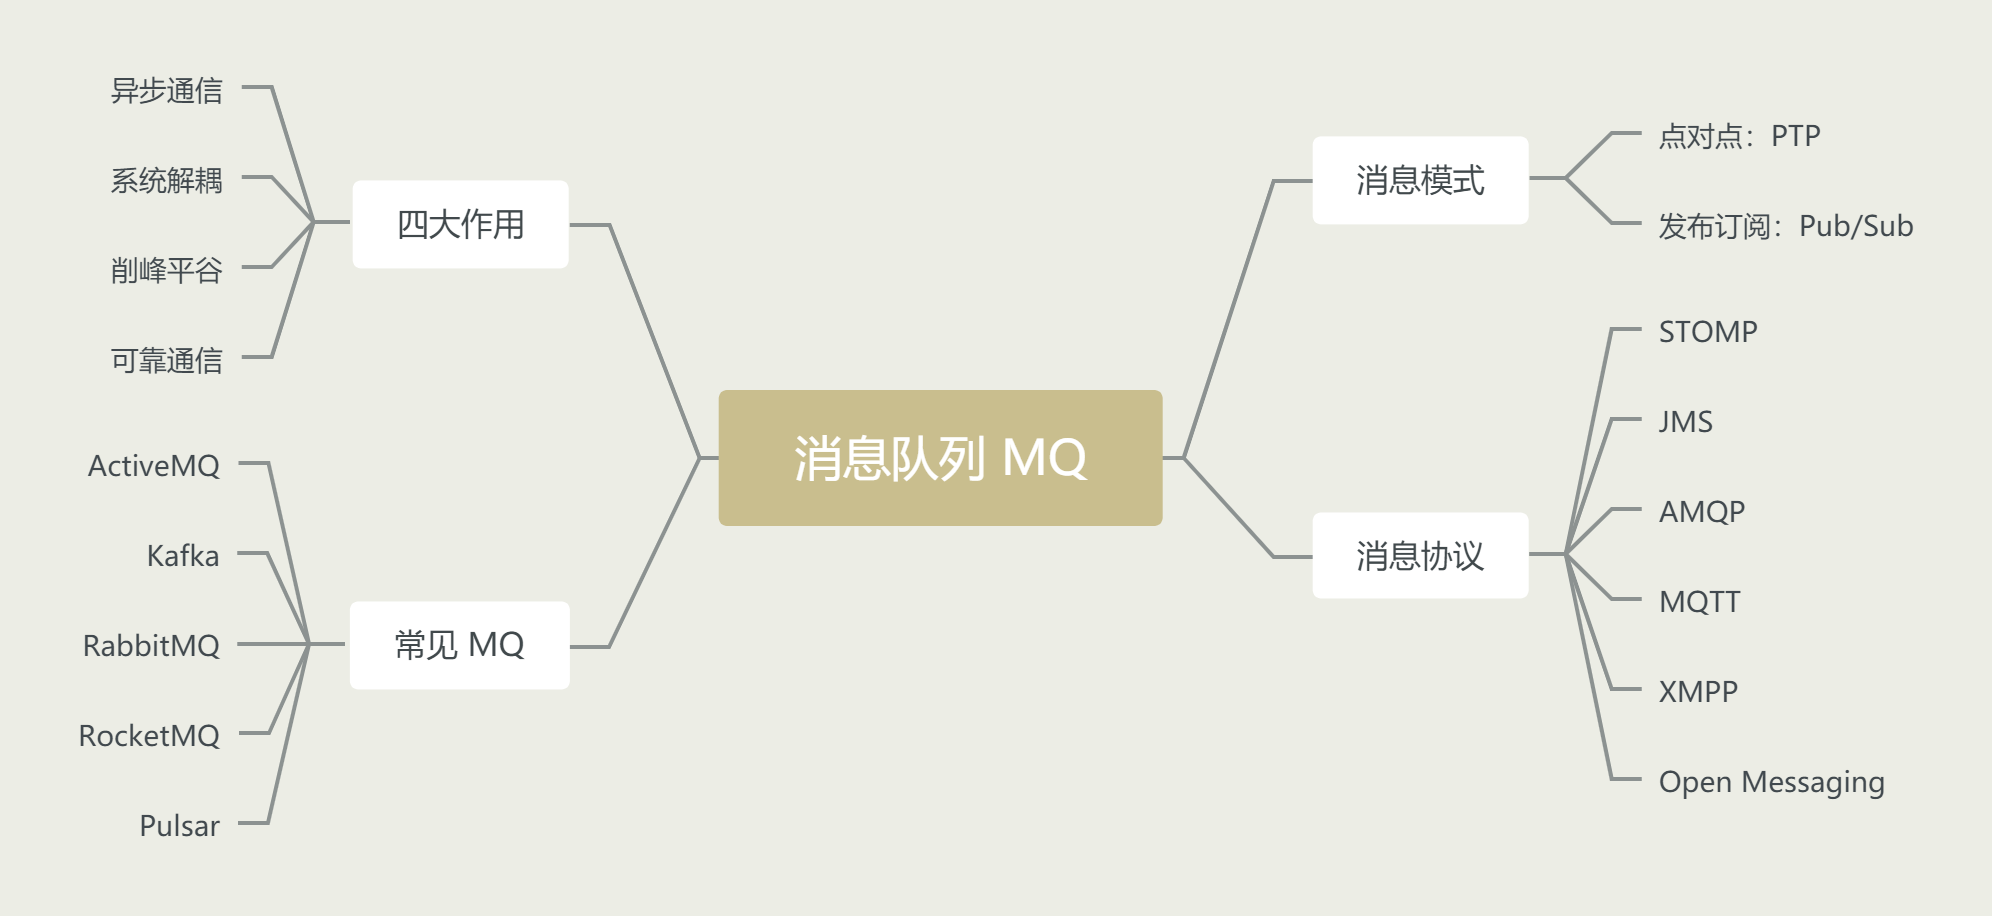 消息队列 MQ
四大作用
异步通信
系统解耦
削峰平谷
可靠通信
常见 MQ
ActiveMQ
Kafka
RabbitMQ
RocketMQ
Pulsar
消息模式
点对点：PTP
发布订阅：Pub/Sub
消息协议
STOMP
JMS
AMQP
MQTT
XMPP
Open Messaging